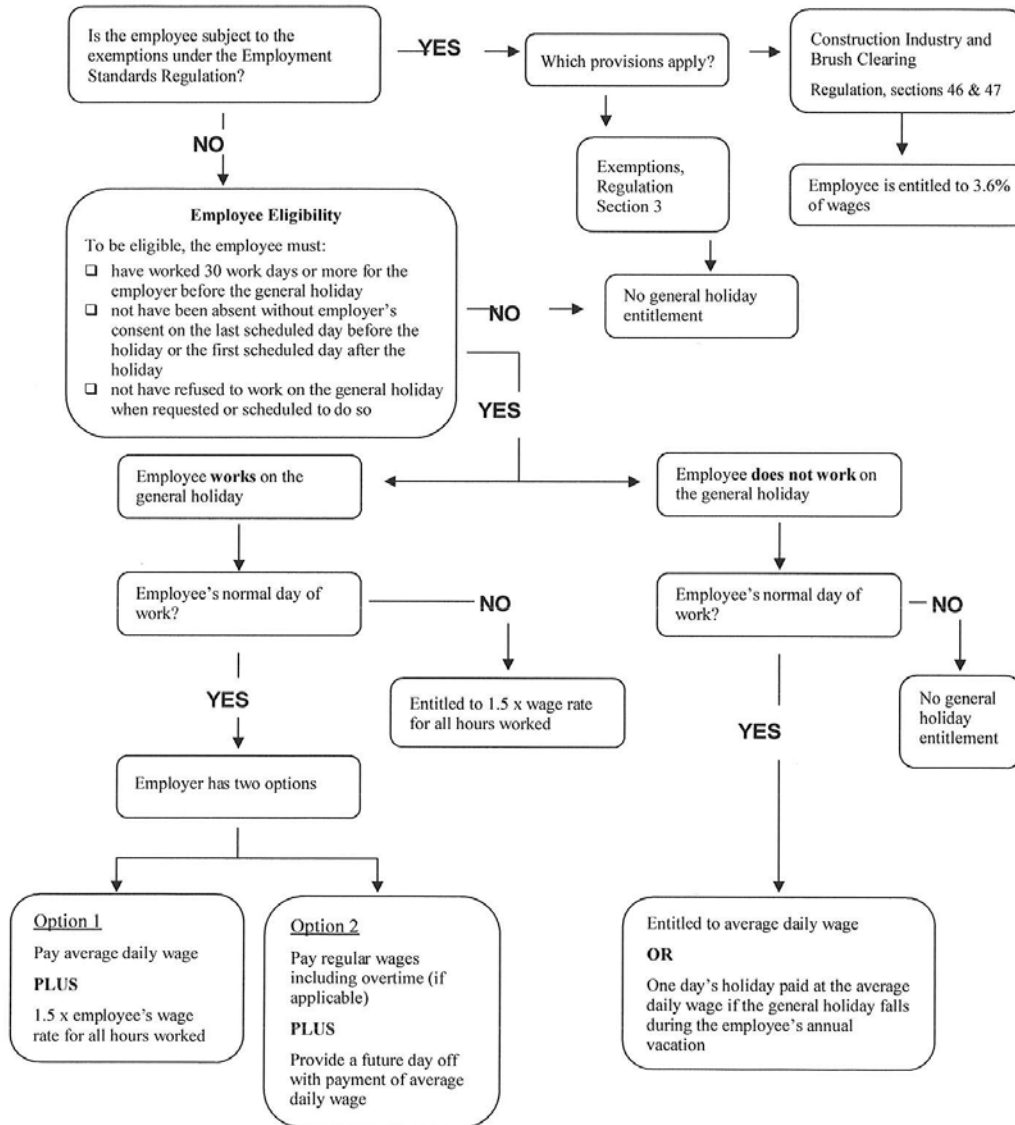 Is the employee subject to the
exemptions under the Employment
Standards Regulation?
YES
Which provisions apply?
Construction Industry and
Brush Clearing
Regulation, sections 46 & 47
NO
Exemptions,
Regulation
Section 3
Employee is entitled to 3.6%
of wages
Employee Eligibility
To be eligible, the employee must:
❑ have worked 30 work days or more for the
employer before the general holiday
❑ not have been absent without employer's
consent on the last scheduled day before the
holiday or the first scheduled day after the
holiday
❑ not have refused to work on the general holiday
when requested or scheduled to do so
NO
No general holiday
entitlement
YES
Employee works on the
general holiday
Employee does not work on
the general holiday
Employee's normal day of
work?
NO
Employee's normal day of
work?
NO
YES
Entitled to 1.5 x wage rate
for all hours worked
YES
No general
holiday
entitlement
Employer has two options
Option 1
Pay average daily wage
PLUS
1.5 x employee's wage
rate for all hours worked
Option 2
Pay regular wages
including overtime (if
applicable)
PLUS
Provide a future day off
with payment of average
daily wage
Entitled to average daily wage
OR
One day's holiday paid at the average
daily wage if the general holiday falls
during the employee's annual
vacation